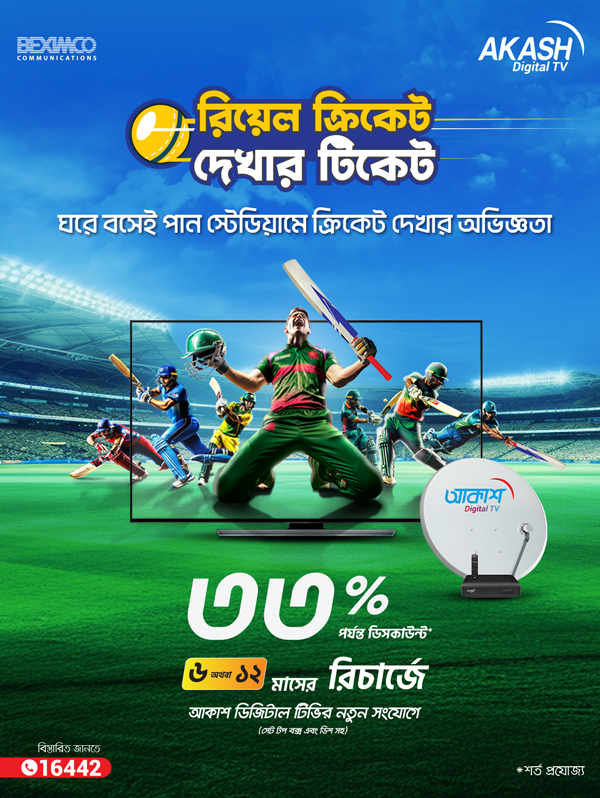 BEXIMCO
COMMUNICATIONS
AKASH
Digital TV
রিয়েল ক্রিকেট
দেখার টিকেট
ঘরে বসেই পান স্টেডিয়ামে ক্রিকেট দেখার অভিজ্ঞতা
আকাশ
Digital TV
৩৩%
পর্যন্ত ডিসকাউন্ট*
৬ অথবা ১২ মাসের রিচার্জে
আকাশ ডিজিটাল টিভির নতুন সংযোগে
(সেট টপ বক্স এবং ডিশ সহ)
বিস্তারিত জানতে
16442
*শর্ত প্রযোজ্য